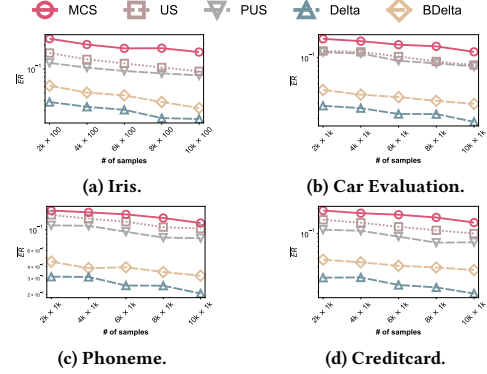 MCS US PUS Delta BDelta
ER
10⁻¹
2k × 100 4k × 100 6k × 100 8k × 100 10k × 100
# of samples
(a) Iris.
ER
10⁻¹
2k × 1k 4k × 1k 6k × 1k 8k × 1k 10k × 1k
# of samples
(b) Car Evaluation.
ER
10⁻¹
6 × 10⁻²
4 × 10⁻²
3 × 10⁻²
2 × 10⁻²
2k × 1k 4k × 1k 6k × 1k 8k × 1k 10k × 1k
# of samples
(c) Phoneme.
ER
10⁻¹
2k × 1k 4k × 1k 6k × 1k 8k × 1k 10k × 1k
# of samples
(d) Creditcard.